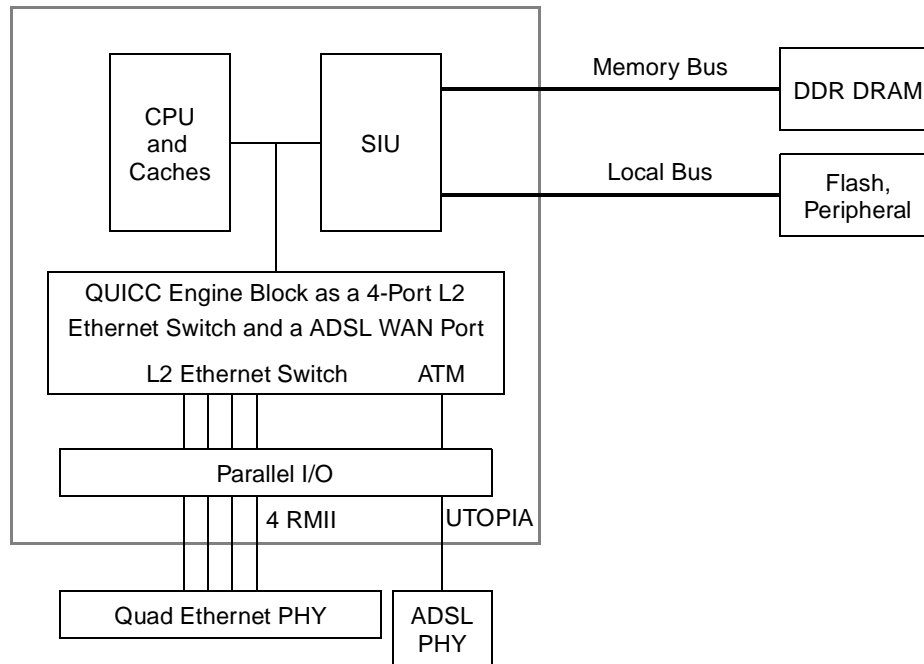 Memory Bus
DDR DRAM
CPU
and
Caches
SIU
Local Bus
Flash,
Peripheral
QUICC Engine Block as a 4-Port L2
Ethernet Switch and a ADSL WAN Port
L2 Ethernet Switch
ATM
Parallel I/O
4 RMII
UTOPIA
Quad Ethernet PHY
ADSL
PHY